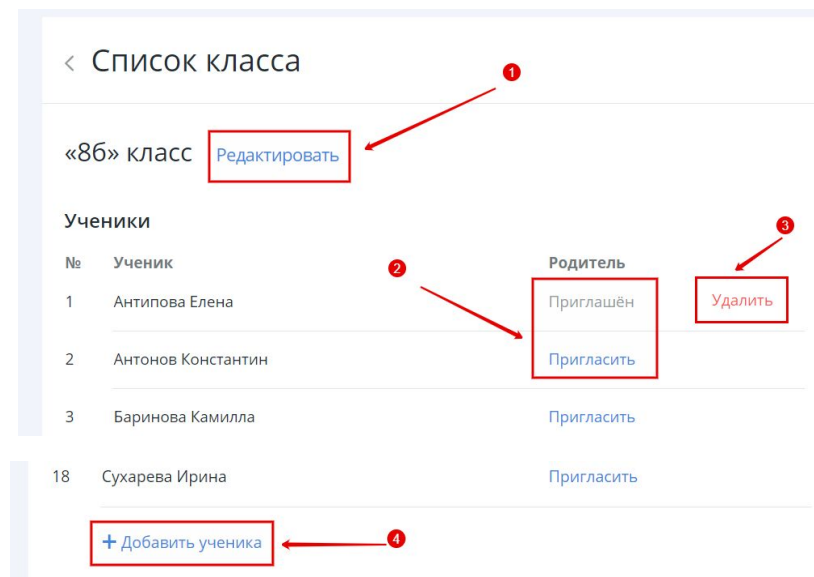 < Список класса
1
«8б» класс Редактировать
Ученики
3
№ Ученик 2 Родитель
1 Антипова Елена Приглашён Удалить
2 Антонов Константин Пригласить
3 Баринова Камилла Пригласить
18 Сухарева Ирина Пригласить
+ Добавить ученика 4